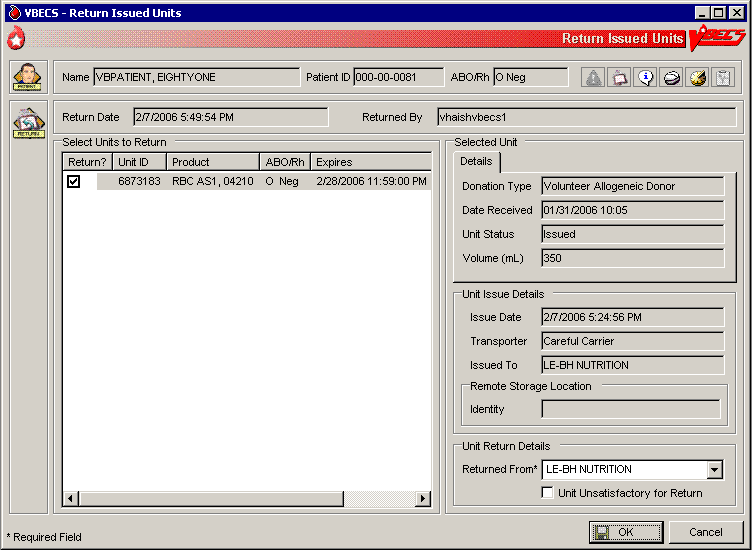 VBECS - Return Issued Units
Return Issued Units VBECS
PATIENT
Name VBPATIENT, EIGHTYONE Patient ID 000-00-0081 ABO/Rh O Neg
RETURN
Return Date 2/7/2006 5:49:54 PM Returned By vhaishvbecs1
Select Units to Return
Return? Unit ID Product ABO/Rh Expires
6873183 RBC AS1, 04210 O Neg 2/28/2006 11:59:00 PM
Selected Unit
Details
Donation Type Volunteer Allogeneic Donor
Date Received 01/31/2006 10:05
Unit Status Issued
Volume (mL) 350
Unit Issue Details
Issue Date 2/7/2006 5:24:56 PM
Transporter Careful Carrier
Issued To LE-BH NUTRITION
Remote Storage Location
Identity
Unit Return Details
Returned From* LE-BH NUTRITION
Unit Unsatisfactory for Return
* Required Field
OK Cancel